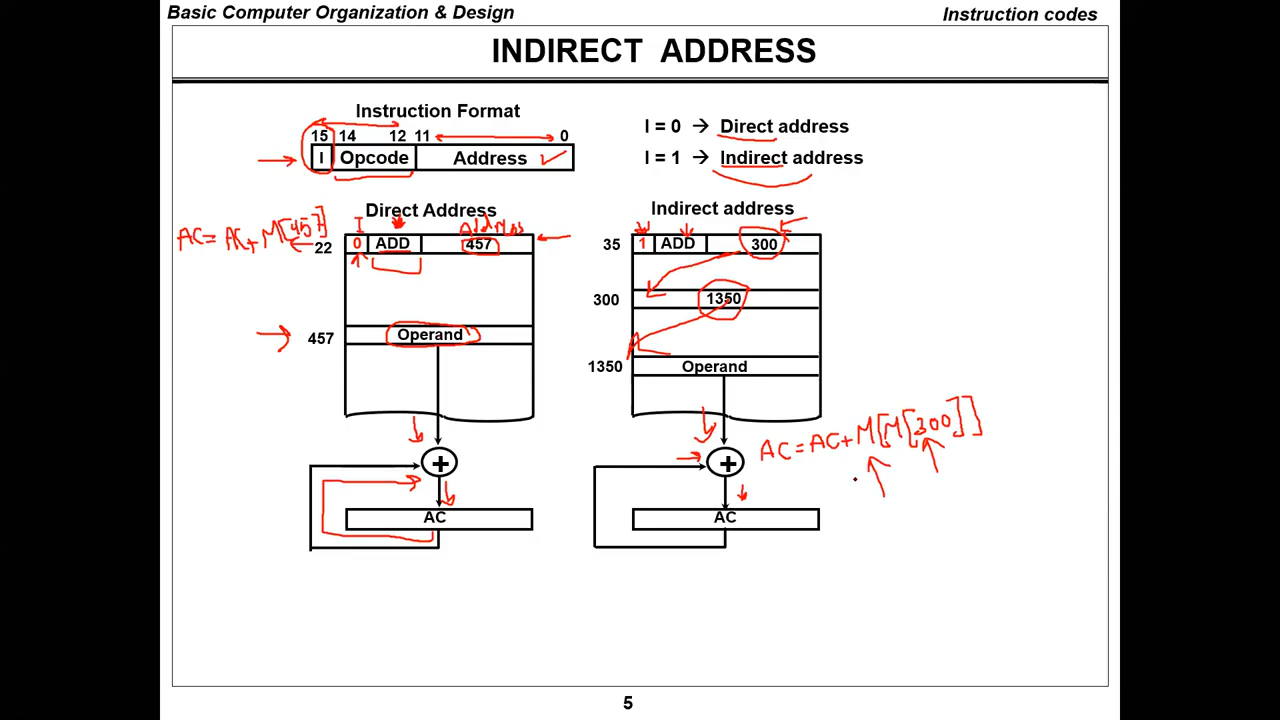 Basic Computer Organization & Design
Instruction codes
INDIRECT ADDRESS
Instruction Format
15 14 12 11 0
I Opcode Address
I = 0 → Direct address
I = 1 → Indirect address
Direct Address
AC = AC + M[457]
I Address
22 0 ADD 457
457 Operand
+
AC
Indirect address
35 1 ADD 300
300 1350
1350 Operand
AC = AC + M[M[300]]
+
AC
5